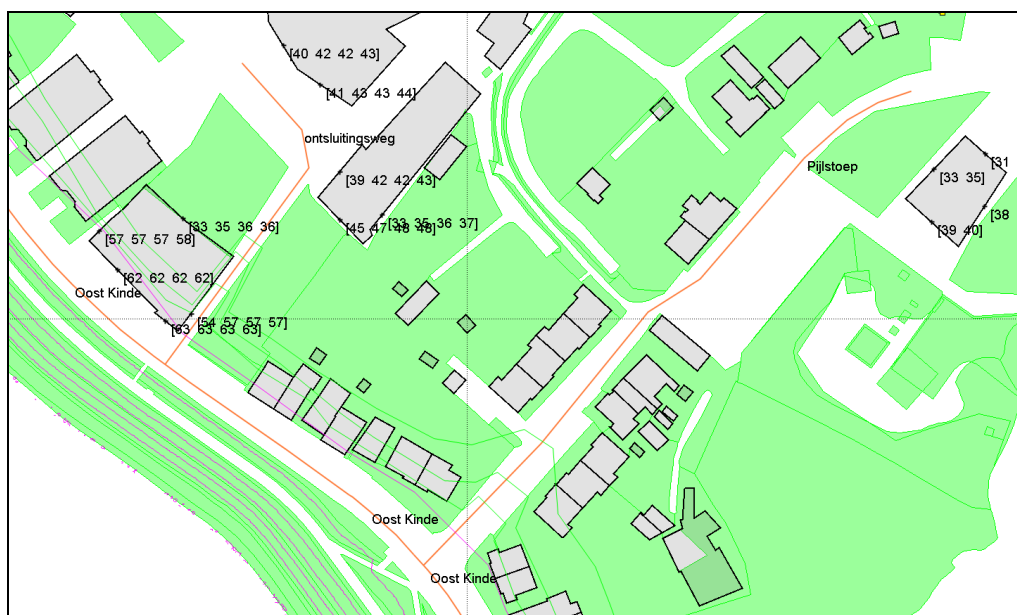 [40 42 42 43]
[41 43 43 44]
ontsluitingsweg
[31
Pijlstoep
[33 35]
[39 42 42 43]
[38
[33 35 36 37]
[33 35 36 36]
[45 47 48 48]
[39 40]
[57 57 57 58]
[62 62 62 62]
Oost Kinde
[54 57 57 57]
[63 63 63 63]
Oost Kinde
Oost Kinde